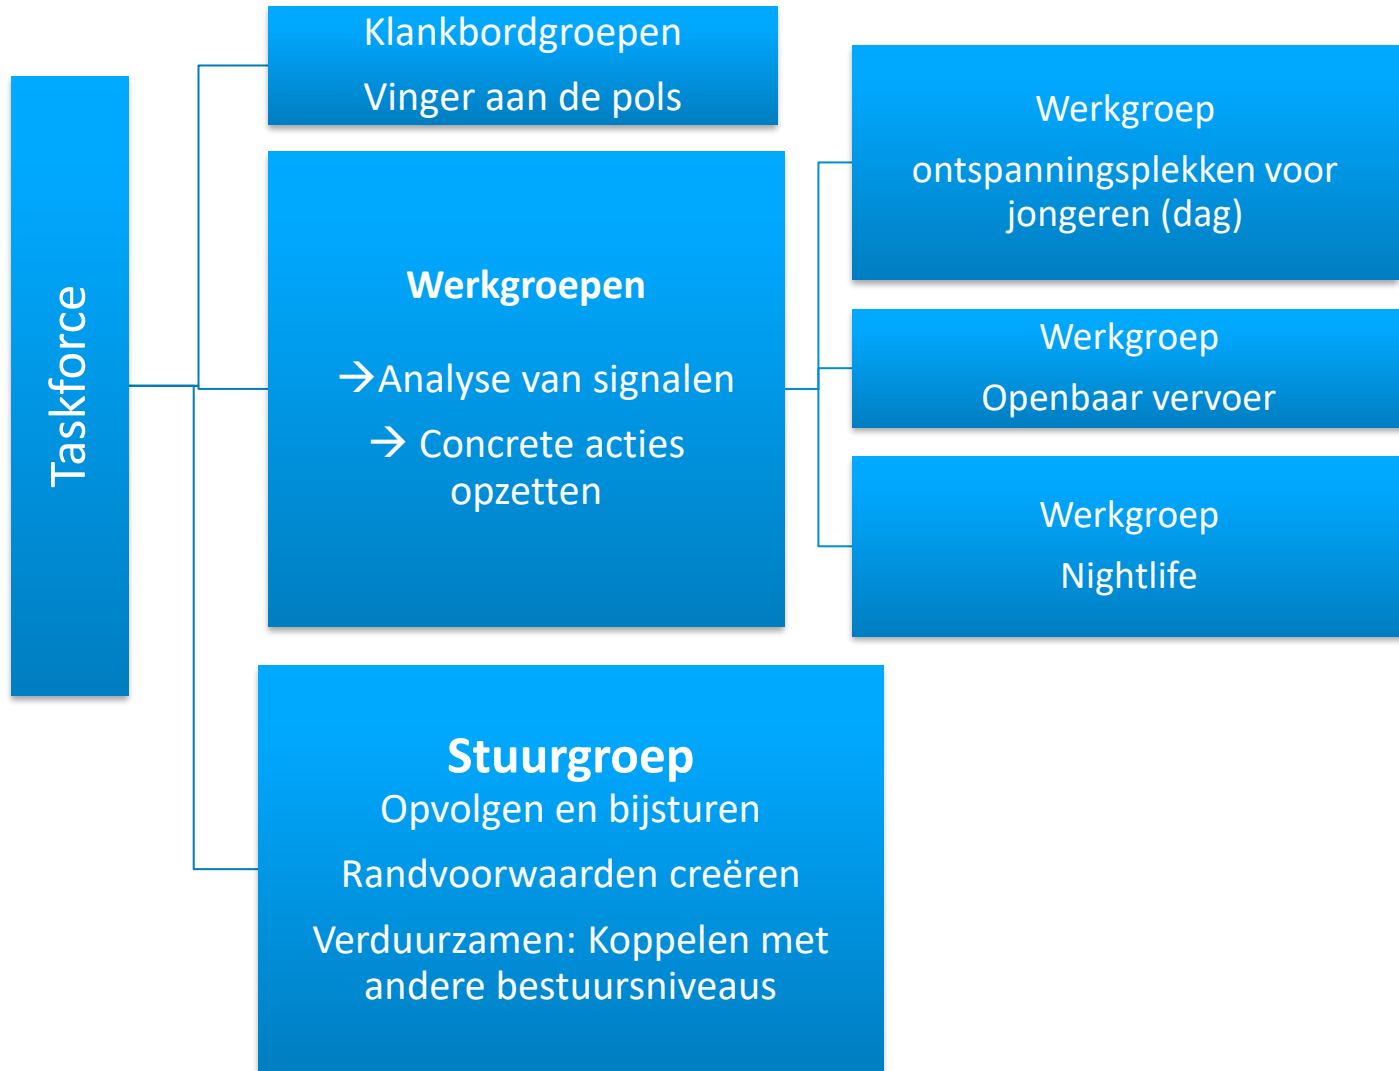 Taskforce
Klankbordgroepen
Vinger aan de pols
Werkgroepen
→Analyse van signalen
→ Concrete acties
opzetten
Stuurgroep
Opvolgen en bijsturen
Randvoorwaarden creëren
Verduurzamen: Koppelen met
andere bestuursniveaus
Werkgroep
ontspanningsplekken voor
jongeren (dag)
Werkgroep
Openbaar vervoer
Werkgroep
Nightlife